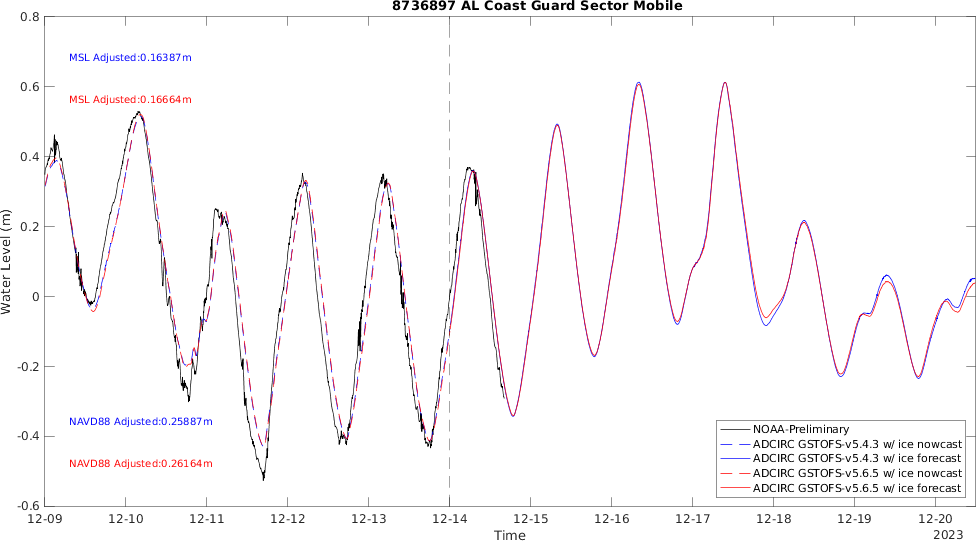 8736897 AL Coast Guard Sector Mobile
0.8
0.6
0.4
0.2
0
-0.2
-0.4
-0.6
Water Level (m)
MSL Adjusted:0.16387m
MSL Adjusted:0.16664m
NAVD88 Adjusted:0.25887m
NAVD88 Adjusted:0.26164m
NOAA-Preliminary
ADCIRC GSTOFS-v5.4.3 w/ ice nowcast
ADCIRC GSTOFS-v5.4.3 w/ ice forecast
ADCIRC GSTOFS-v5.6.5 w/ ice nowcast
ADCIRC GSTOFS-v5.6.5 w/ ice forecast
12-09 12-10 12-11 12-12 12-13 12-14 12-15 12-16 12-17 12-18 12-19 12-20
Time
2023